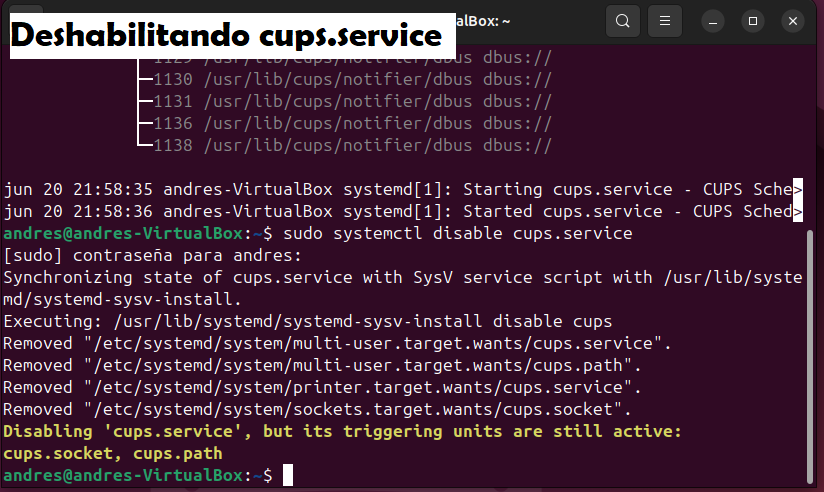 Deshabilitando cups.service
VirtualBox: ~
1129 /usr/lib/cups/notifier/dbus dbus://
1130 /usr/lib/cups/notifier/dbus dbus://
1131 /usr/lib/cups/notifier/dbus dbus://
1136 /usr/lib/cups/notifier/dbus dbus://
1138 /usr/lib/cups/notifier/dbus dbus://
jun 20 21:58:35 andres-VirtualBox systemd[1]: Starting cups.service - CUPS Sche>
jun 20 21:58:36 andres-VirtualBox systemd[1]: Started cups.service - CUPS Sched>
andres@andres-VirtualBox:~$ sudo systemctl disable cups.service
[sudo] contraseña para andres:
Synchronizing state of cups.service with SysV service script with /usr/lib/syste
md/systemd-sysv-install.
Executing: /usr/lib/systemd/systemd-sysv-install disable cups
Removed "/etc/systemd/system/multi-user.target.wants/cups.service".
Removed "/etc/systemd/system/multi-user.target.wants/cups.path".
Removed "/etc/systemd/system/printer.target.wants/cups.service".
Removed "/etc/systemd/system/sockets.target.wants/cups.socket".
Disabling 'cups.service', but its triggering units are still active:
cups.socket, cups.path
andres@andres-VirtualBox:~$